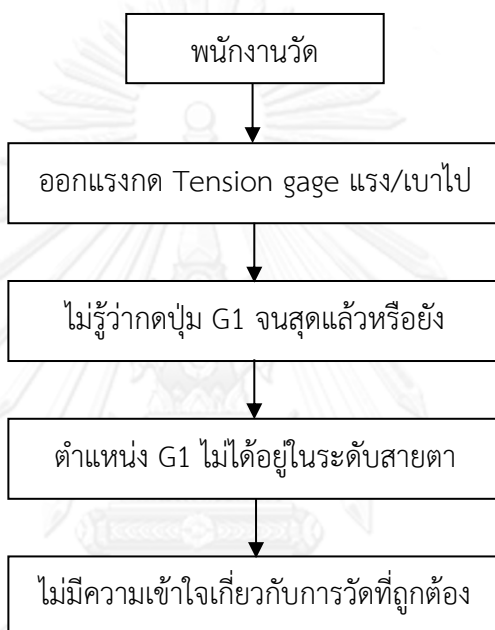 พนักงานวัด
ออกแรงกด Tension gage แรง/เบาไป
ไม่รู้ว่ากดปุ่ม G1 จนสุดแล้วหรือยัง
ตำแหน่ง G1 ไม่ได้อยู่ในระดับสายตา
ไม่มีความเข้าใจเกี่ยวกับการวัดที่ถูกต้อง